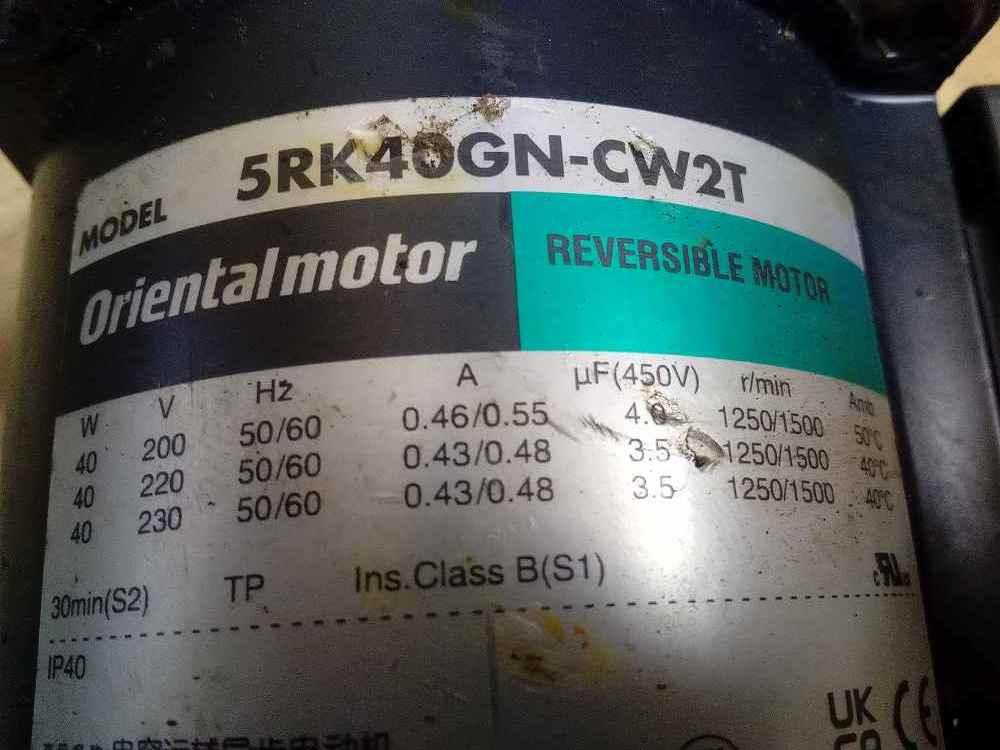 MODEL 5RK40GN-CW2T
Orientalmotor REVERSIBLE MOTOR
W V Hz A µF(450V) r/min Amb
40 200 50/60 0.46/0.55 4.0 1250/1500 50°C
40 220 50/60 0.43/0.48 3.5 1250/1500 40°C
40 230 50/60 0.43/0.48 3.5 1250/1500 40°C
30min(S2) TP Ins.Class B(S1) c RU us
IP40
UK CE
CA